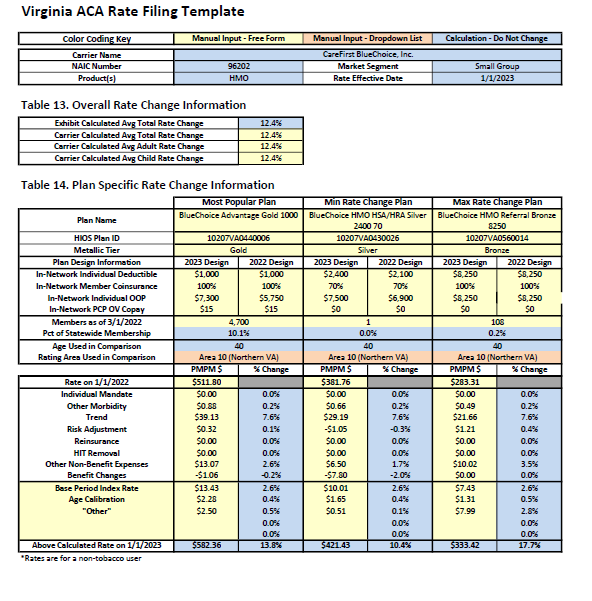 Virginia ACA Rate Filing Template
Color Coding Key Manual Input - Free Form Manual Input - Dropdown List Calculation - Do Not Change
Carrier Name CareFirst BlueChoice, Inc.
NAIC Number 96202 Market Segment Small Group
Product(s) HMO Rate Effective Date 1/1/2023
Table 13. Overall Rate Change Information
Exhibit Calculated Avg Total Rate Change 12.4%
Carrier Calculated Avg Total Rate Change 12.4%
Carrier Calculated Avg Adult Rate Change 12.4%
Carrier Calculated Avg Child Rate Change 12.4%
Table 14. Plan Specific Rate Change Information
Most Popular Plan Min Rate Change Plan Max Rate Change Plan
Plan Name BlueChoice Advantage Gold 1000 BlueChoice HMO HSA/HRA Silver 2400 70 BlueChoice HMO Referral Bronze 8250
HIOS Plan ID 10207VA0440006 10207VA0430026 10207VA0560014
Metallic Tier Gold Silver Bronze
Plan Design Information 2023 Design 2022 Design 2023 Design 2022 Design 2023 Design 2022 Design
In-Network Individual Deductible $1,000 $1,000 $2,400 $2,100 $8,250 $8,250
In-Network Member Coinsurance 100% 100% 70% 70% 100% 100%
In-Network Individual OOP $7,300 $5,750 $7,500 $6,900 $8,250 $8,250
In-Network PCP OV Copay $15 $15 $0 $0 $0 $0
Members as of 3/1/2022 4,700 1 108
Pct of Statewide Membership 10.1% 0.0% 0.2%
Age Used in Comparison 40 40 40
Rating Area Used in Comparison Area 10 (Northern VA) Area 10 (Northern VA) Area 10 (Northern VA)
PMPM $ % Change PMPM $ % Change PMPM $ % Change
Rate on 1/1/2022 $511.80 $381.76 $283.31
Individual Mandate $0.00 0.0% $0.00 0.0% $0.00 0.0%
Other Morbidity $0.88 0.2% $0.66 0.2% $0.49 0.2%
Trend $39.13 7.6% $29.19 7.6% $21.66 7.6%
Risk Adjustment $0.32 0.1% -$1.05 -0.3% $1.21 0.4%
Reinsurance $0.00 0.0% $0.00 0.0% $0.00 0.0%
HIT Removal $0.00 0.0% $0.00 0.0% $0.00 0.0%
Other Non-Benefit Expenses $13.07 2.6% $6.50 1.7% $10.02 3.5%
Benefit Changes -$1.06 -0.2% -$7.80 -2.0% $0.00 0.0%
Base Period Index Rate $13.43 2.6% $10.01 2.6% $7.43 2.6%
Age Calibration $2.28 0.4% $1.65 0.4% $1.31 0.5%
"Other" $2.50 0.5% $0.51 0.1% $7.99 2.8%
0.0% 0.0% 0.0%
0.0% 0.0% 0.0%
Above Calculated Rate on 1/1/2023 $582.36 13.8% $421.43 10.4% $333.42 17.7%
*Rates are for a non-tobacco user